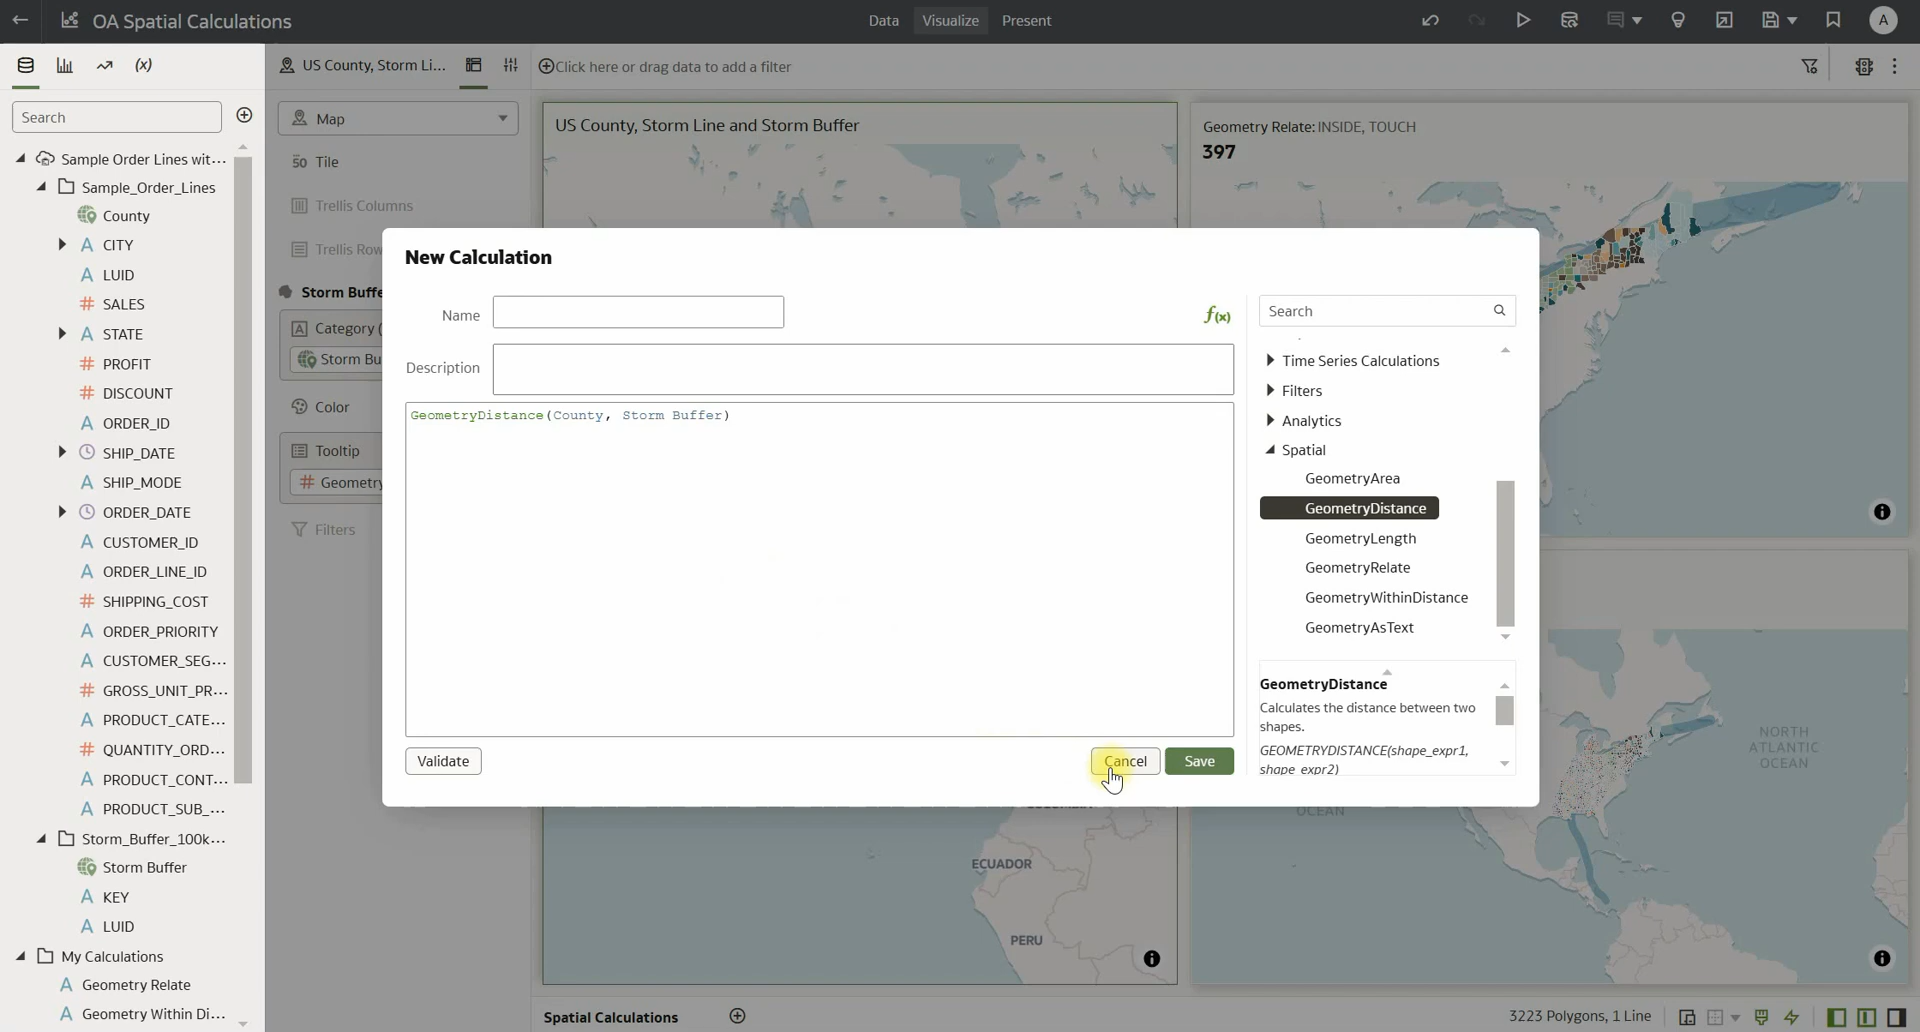 OA Spatial Calculations
Data
Visualize
Present
A
US County, Storm Li...
Click here or drag data to add a filter
(x)
Search
Sample Order Lines wit...
Sample_Order_Lines
County
CITY
LUID
SALES
STATE
PROFIT
DISCOUNT
ORDER_ID
SHIP_DATE
SHIP_MODE
ORDER_DATE
CUSTOMER_ID
ORDER_LINE_ID
SHIPPING_COST
ORDER_PRIORITY
CUSTOMER_SEG...
GROSS_UNIT_PR...
PRODUCT_CATE...
QUANTITY_ORD...
PRODUCT_CONT...
PRODUCT_SUB_...
Storm_Buffer_100k...
Storm Buffer
KEY
LUID
My Calculations
Geometry Relate
Geometry Within Di...
Map
50 Tile
Trellis Columns
Trellis Row
Storm Buffe
Category (
Storm Bu
Color
Tooltip
Geometry
Filters
US County, Storm Line and Storm Buffer
Geometry Relate: INSIDE, TOUCH
397
New Calculation
Name
f(x)
Description
GeometryDistance(County, Storm Buffer)
Validate
Cancel
Save
Search
Time Series Calculations
Filters
Analytics
Spatial
GeometryArea
GeometryDistance
GeometryLength
GeometryRelate
GeometryWithinDistance
GeometryAsText
GeometryDistance
Calculates the distance between two
shapes.
GEOMETRYDISTANCE(shape_expr1,
shape_expr2)
NORTH
ATLANTIC
OCEAN
OCEAN
COLOMBIA
ECUADOR
PERU
Spatial Calculations
3223 Polygons, 1 Line